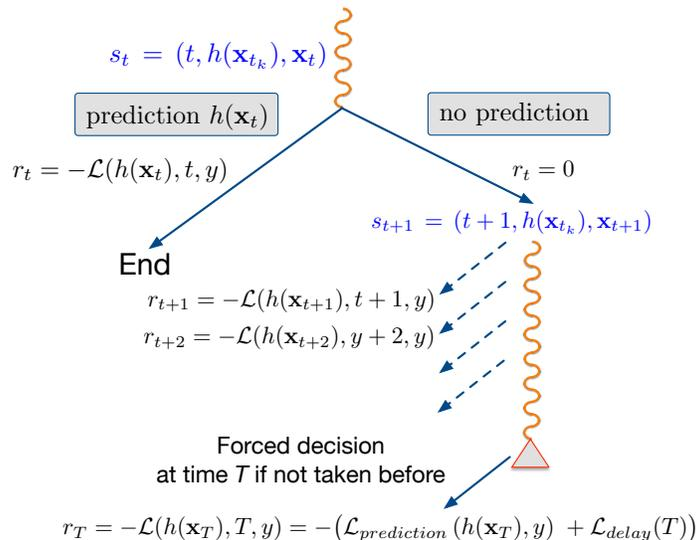 s_t = (t, h(x_{t_k}), x_t)
prediction h(x_t)
no prediction
r_t = −ℒ(h(x_t), t, y)
r_t = 0
s_{t+1} = (t + 1, h(x_{t_k}), x_{t+1})
End
r_{t+1} = −ℒ(h(x_{t+1}), t + 1, y)
r_{t+2} = −ℒ(h(x_{t+2}), y + 2, y)
Forced decision
at time T if not taken before
r_T = −ℒ(h(x_T), T, y) = −(ℒ_{prediction} (h(x_T), y) + ℒ_{delay}(T))